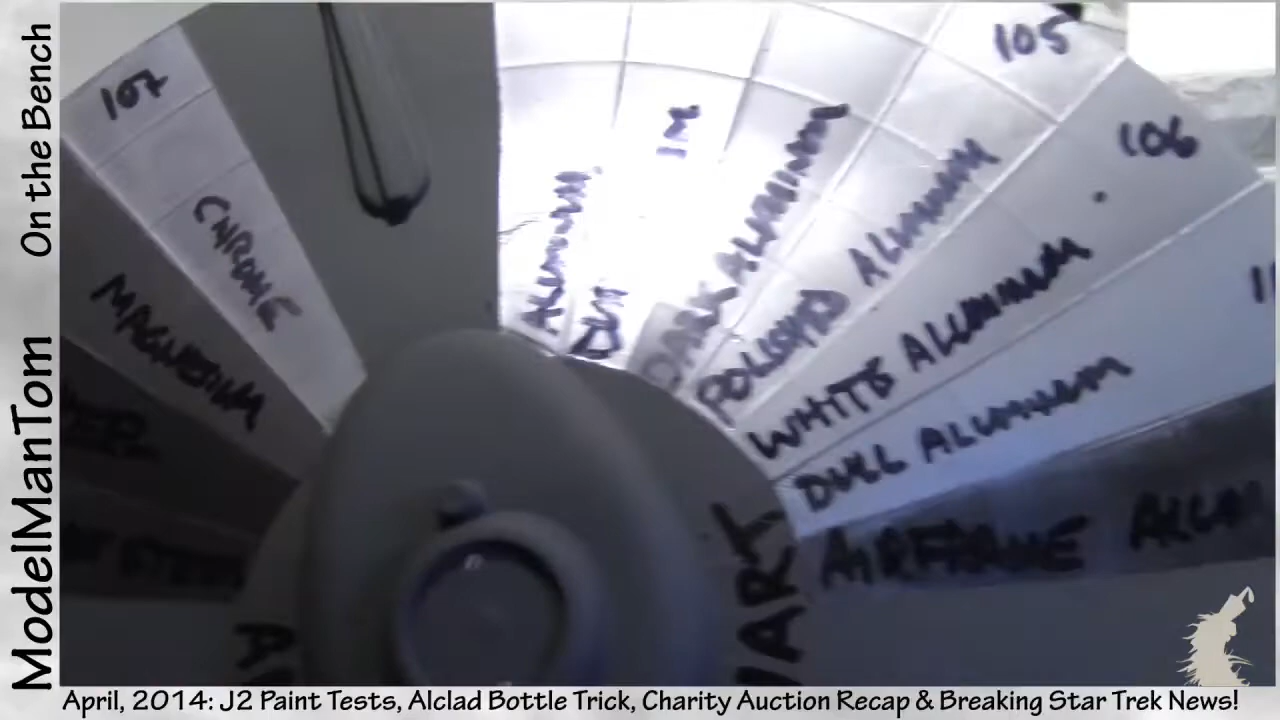 On the Bench
ModelManTom
107
CHROME
MAGNESIUM
ALUMINUM
DARK ALUMINUM
105
POLISHED ALUMINUM
106
WHITE ALUMINUM
DULL ALUMINUM
AIRFRAME
April, 2014: J2 Paint Tests, Alclad Bottle Trick, Charity Auction Recap & Breaking Star Trek News!